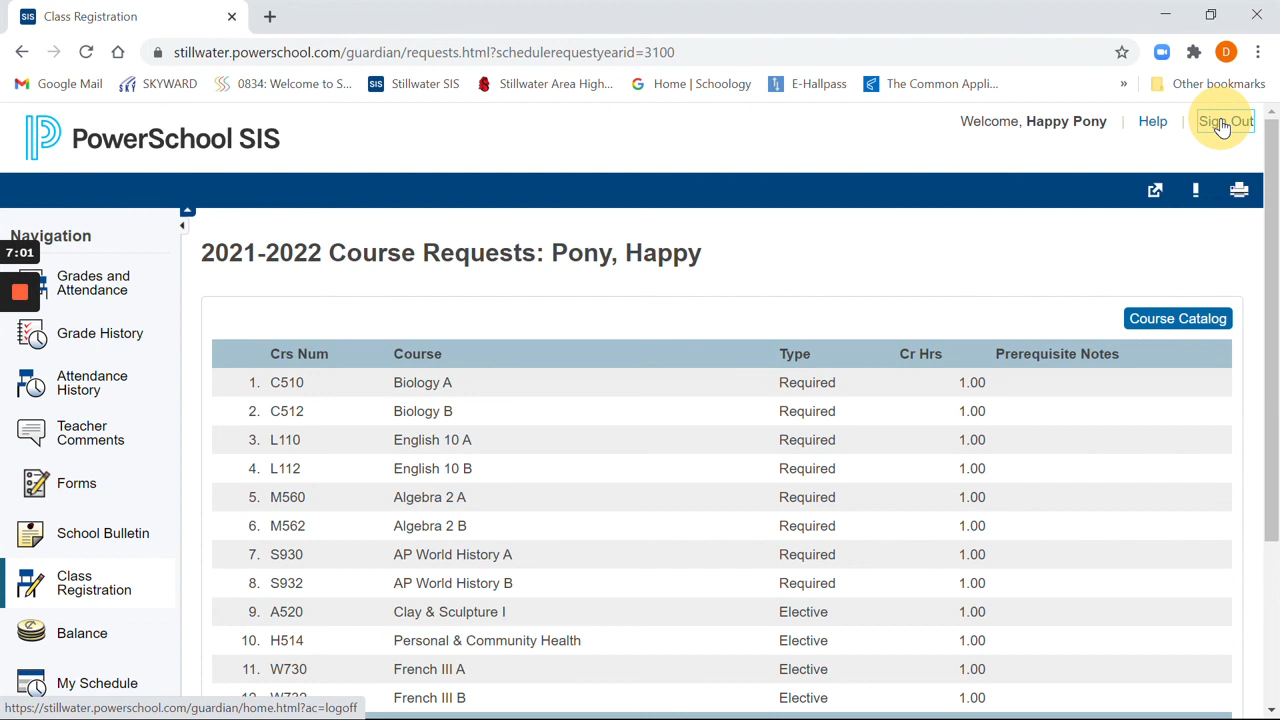 SIS Class Registration
stillwater.powerschool.com/guardian/requests.html?schedulerequestyearid=3100
D
Google Mail SKYWARD 0834: Welcome to S... SIS Stillwater SIS Stillwater Area High... Home | Schoology E-Hallpass The Common Appli... » Other bookmarks
PowerSchool SIS
Welcome, Happy Pony | Help | Sign Out
Navigation
7:01
Grades and
Attendance
Grade History
Attendance
History
Teacher
Comments
Forms
School Bulletin
Class
Registration
Balance
My Schedule
2021-2022 Course Requests: Pony, Happy
Course Catalog
Crs Num Course Type Cr Hrs Prerequisite Notes
1. C510 Biology A Required 1.00
2. C512 Biology B Required 1.00
3. L110 English 10 A Required 1.00
4. L112 English 10 B Required 1.00
5. M560 Algebra 2 A Required 1.00
6. M562 Algebra 2 B Required 1.00
7. S930 AP World History A Required 1.00
8. S932 AP World History B Required 1.00
9. A520 Clay & Sculpture I Elective 1.00
10. H514 Personal & Community Health Elective 1.00
11. W730 French III A Elective 1.00
12. W732 French III B Elective 1.00
https://stillwater.powerschool.com/guardian/home.html?ac=logoff